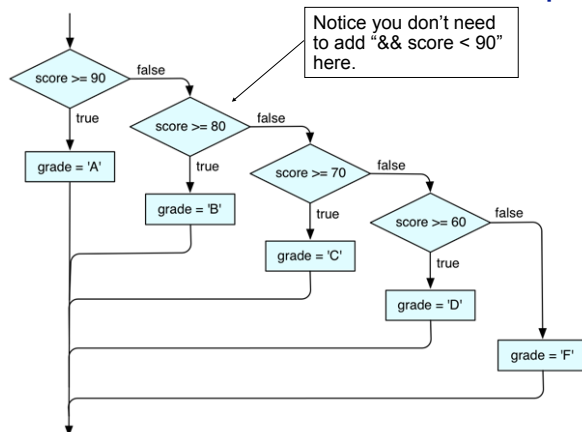 Notice you don't need
to add “&& score < 90”
here.
score >= 90
false
true
grade = 'A'
score >= 80
false
true
grade = 'B'
score >= 70
false
true
grade = 'C'
score >= 60
false
true
grade = 'D'
grade = 'F'